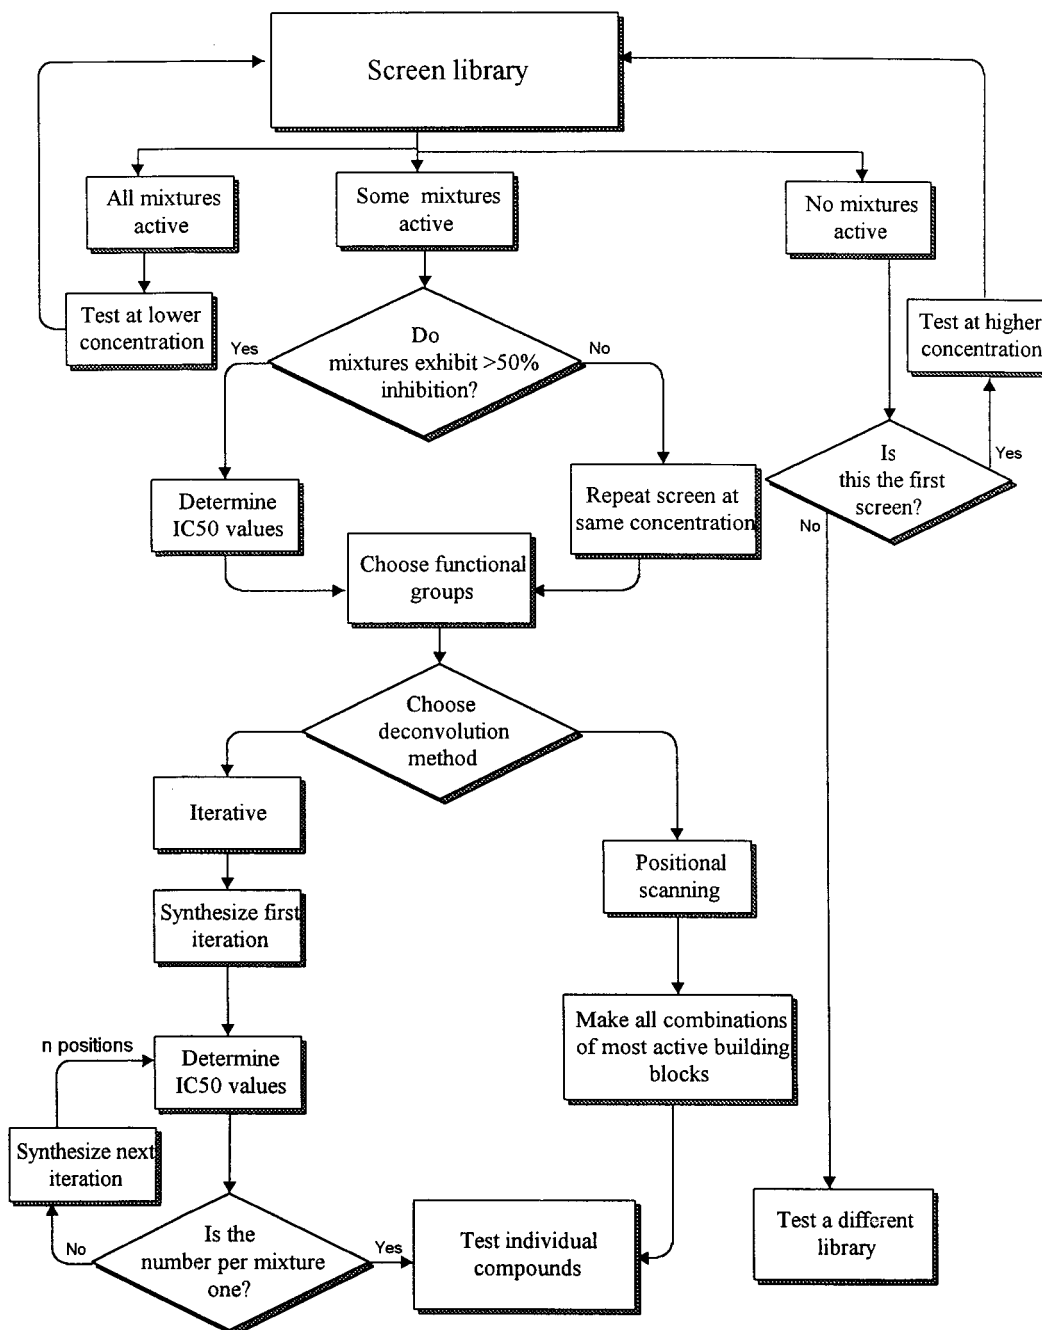 Screen library
All mixtures
active
Some mixtures
active
No mixtures
active
Test at lower
concentration
Test at higher
concentration
Yes
Do
mixtures exhibit >50%
inhibition?
No
Is
this the first
screen?
Yes
No
Determine
IC50 values
Repeat screen at
same concentration
Choose functional
groups
Choose
deconvolution
method
Iterative
Positional
scanning
Synthesize first
iteration
Make all combinations
of most active building
blocks
n positions
Determine
IC50 values
Synthesize next
iteration
No
Is the
number per mixture
one?
Yes
Test individual
compounds
Test a different
library